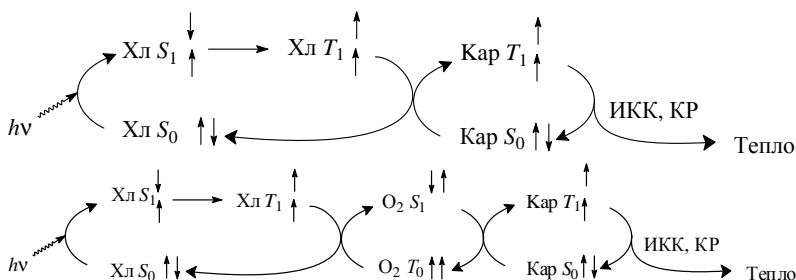 Хл S₁ Хл T₁ Кар T₁
hν Хл S₀ Кар S₀ ИКК, КР Тепло
Хл S₁ Хл T₁ O₂ S₁ Кар T₁
hν Хл S₀ O₂ T₀ Кар S₀ ИКК, КР Тепло